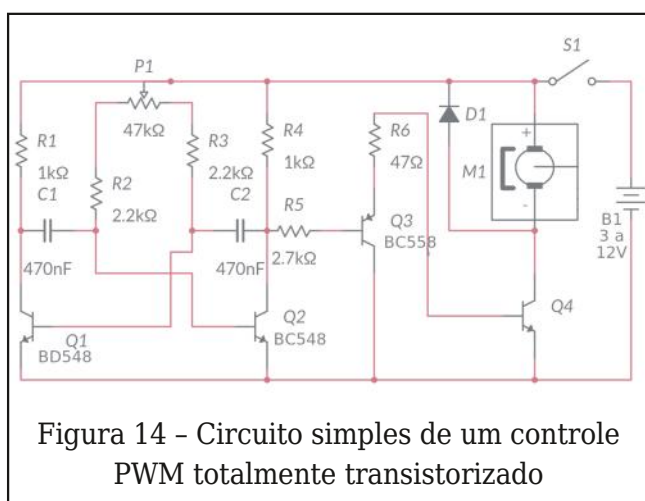 S1
P1
47kΩ
R1
1kΩ
C1
R2
2.2kΩ
R3
2.2kΩ
C2
R4
1kΩ
R5
2.7kΩ
R6
47Ω
D1
+
M1
-
B1
3 a
12V
Q3
BC558
470nF
470nF
Q1
BD548
Q2
BC548
Q4
Figura 14 – Circuito simples de um controle
PWM totalmente transistorizado